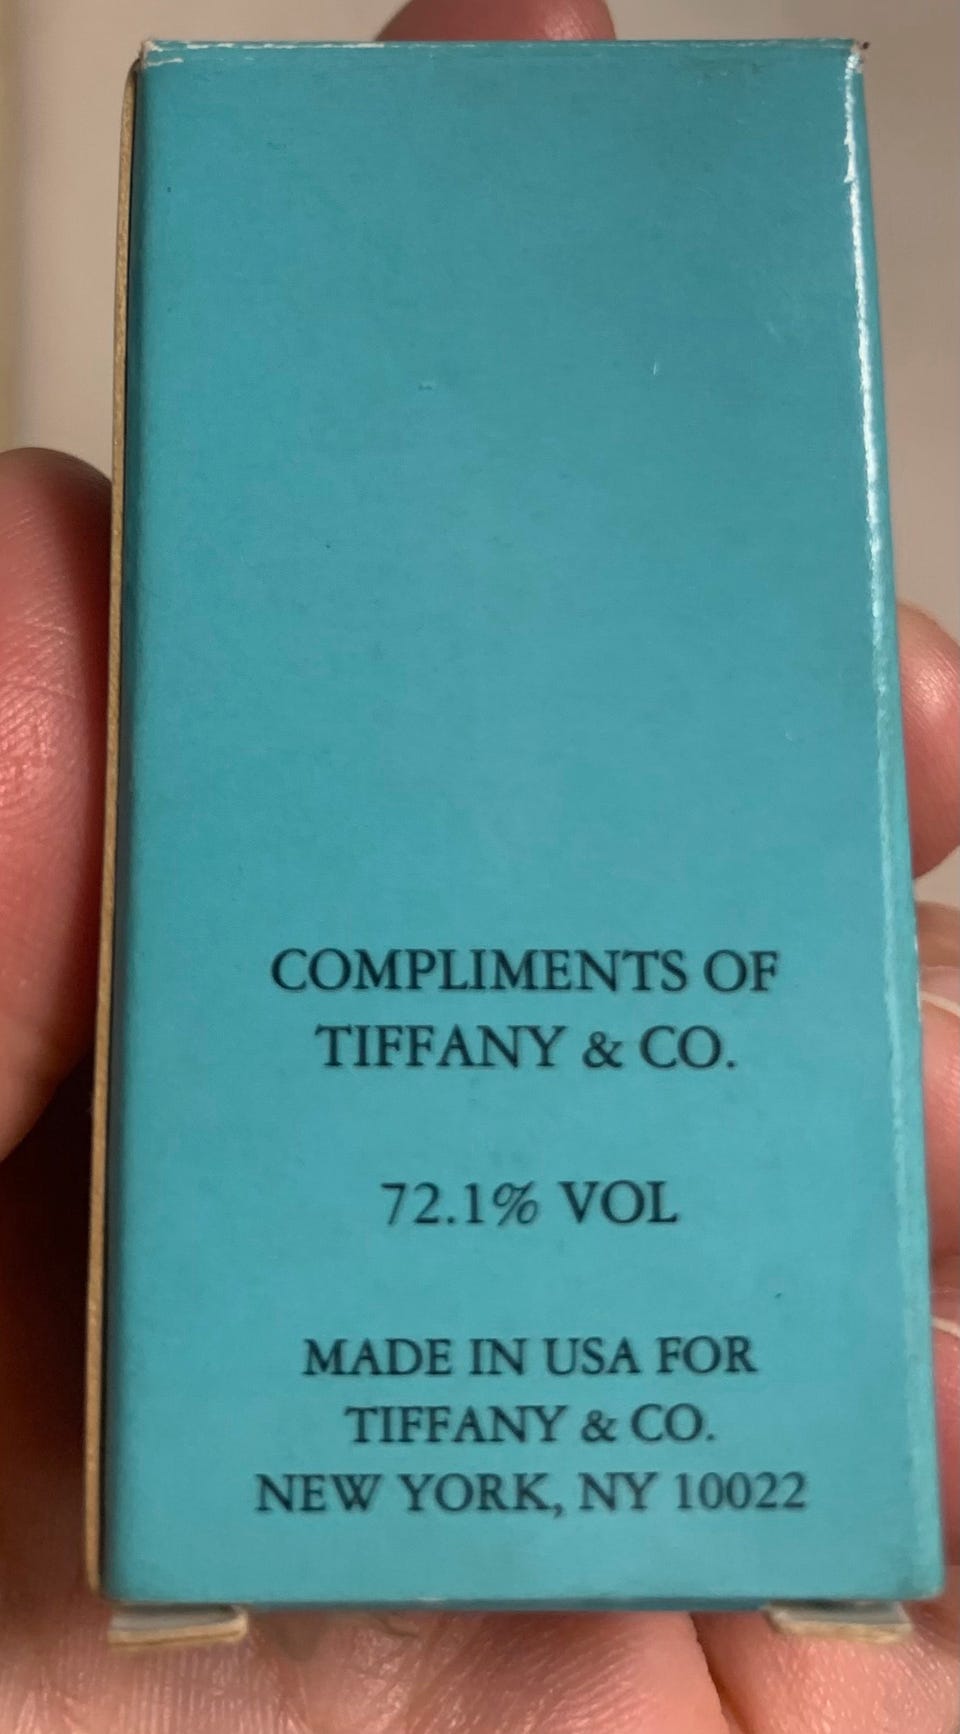 COMPLIMENTS OF
TIFFANY & CO.
72.1% VOL
MADE IN USA FOR
TIFFANY & CO.
NEW YORK, NY 10022